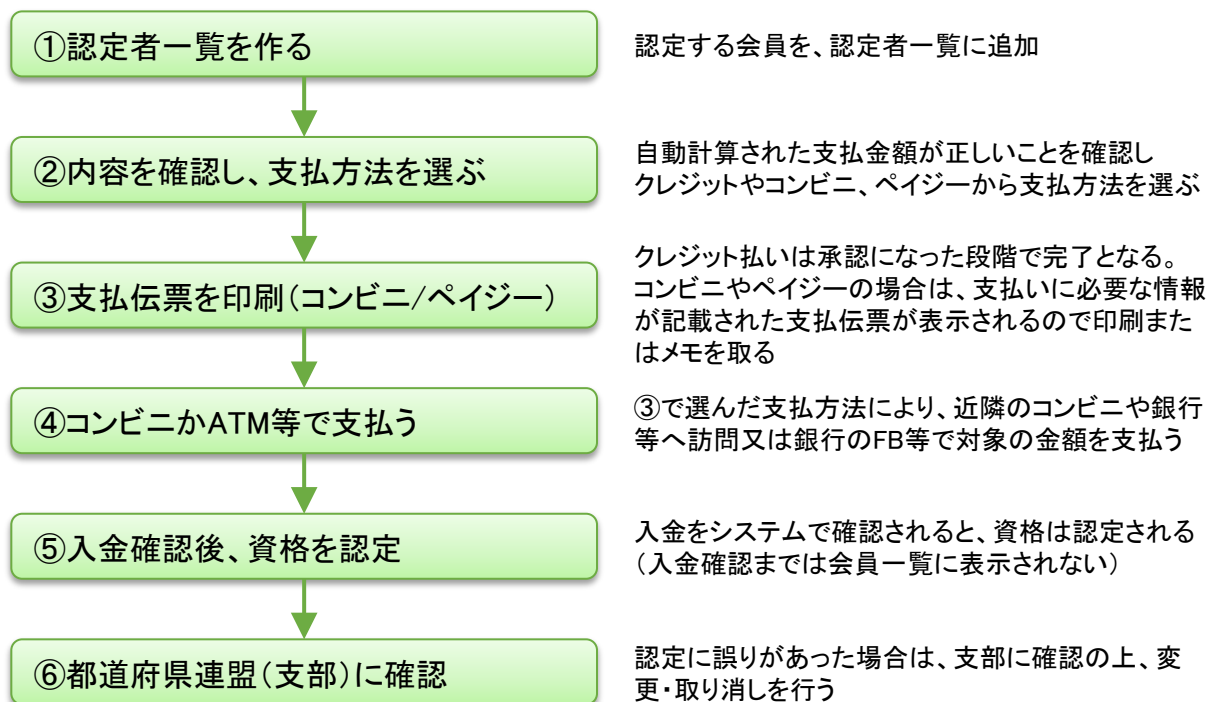 ①認定者一覧を作る
認定する会員を、認定者一覧に追加
②内容を確認し、支払方法を選ぶ
自動計算された支払金額が正しいことを確認し
クレジットやコンビニ、ペイジーから支払方法を選ぶ
③支払伝票を印刷(コンビニ/ペイジー)
クレジット払いは承認になった段階で完了となる。
コンビニやペイジーの場合は、支払いに必要な情報
が記載された支払伝票が表示されるので印刷また
はメモを取る
④コンビニかATM等で支払う
③で選んだ支払方法により、近隣のコンビニや銀行
等へ訪問又は銀行のFB等で対象の金額を支払う
⑤入金確認後、資格を認定
入金をシステムで確認されると、資格は認定される
(入金確認までは会員一覧に表示されない)
⑥都道府県連盟(支部)に確認
認定に誤りがあった場合は、支部に確認の上、変
更・取り消しを行う